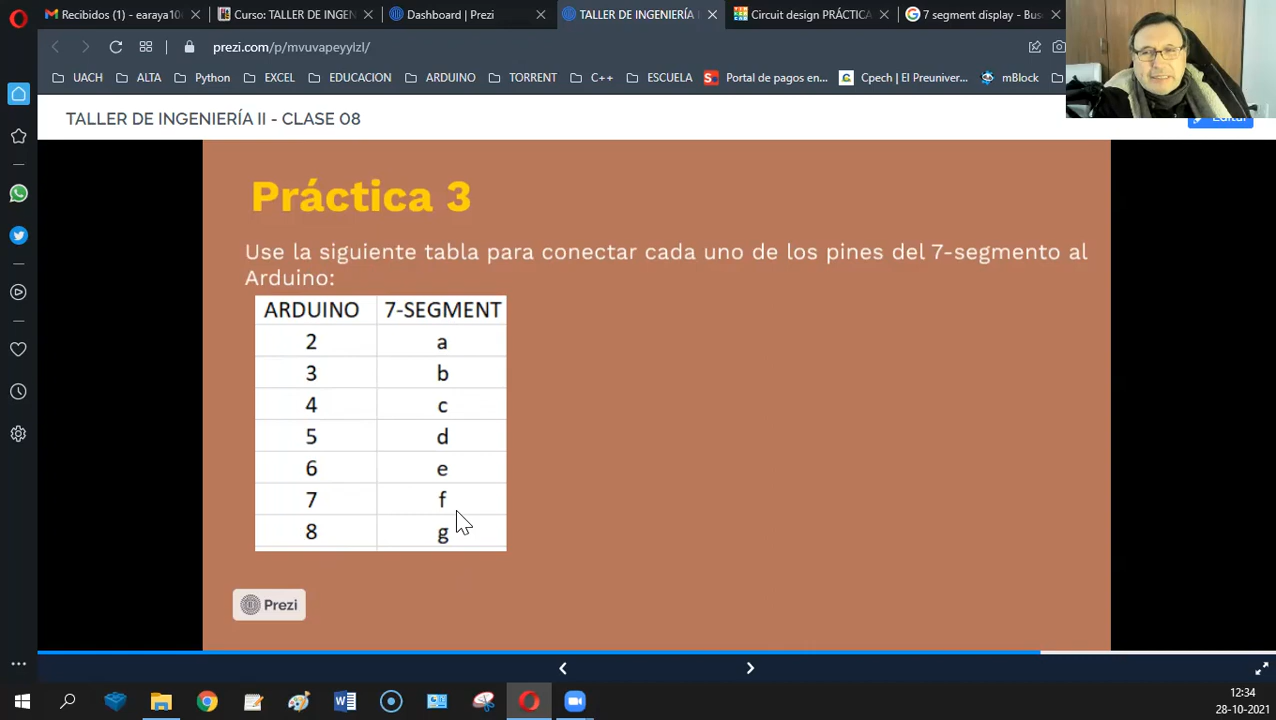 Recibidos (1) - earaya108
Curso: TALLER DE INGEN
Dashboard | Prezi
TALLER DE INGENIERÍA
Circuit design PRÁCTICA
7 segment display - Bus
prezi.com/p/mvuvapeyylzl/
UACH
ALTA
Python
EXCEL
EDUCACION
ARDUINO
TORRENT
C++
ESCUELA
Portal de pagos en...
Cpech | El Preuniver...
mBlock
TALLER DE INGENIERÍA II - CLASE 08
Editar
Práctica 3
Use la siguiente tabla para conectar cada uno de los pines del 7-segmento al
Arduino:
ARDUINO 7-SEGMENT
2 a
3 b
4 c
5 d
6 e
7 f
8 g
Prezi
12:34
28-10-2021